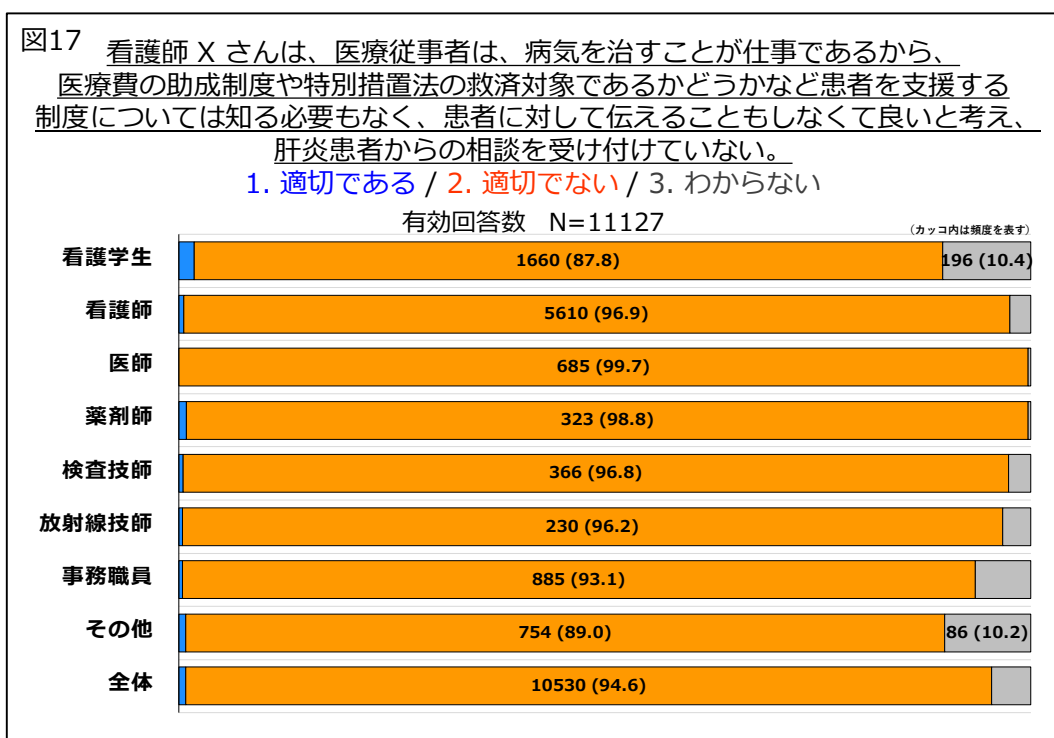 図17
看護師 X さんは、医療従事者は、病気を治すことが仕事であるから、
医療費の助成制度や特別措置法の救済対象であるかどうかなど患者を支援する
制度については知る必要もなく、患者に対して伝えることもしなくて良いと考え、
肝炎患者からの相談を受け付けていない。
1. 適切である / 2. 適切でない / 3. わからない
有効回答数 N=11127
(カッコ内は頻度を表す)
看護学生 1660 (87.8) 196 (10.4)
看護師 5610 (96.9)
医師 685 (99.7)
薬剤師 323 (98.8)
検査技師 366 (96.8)
放射線技師 230 (96.2)
事務職員 885 (93.1)
その他 754 (89.0) 86 (10.2)
全体 10530 (94.6)